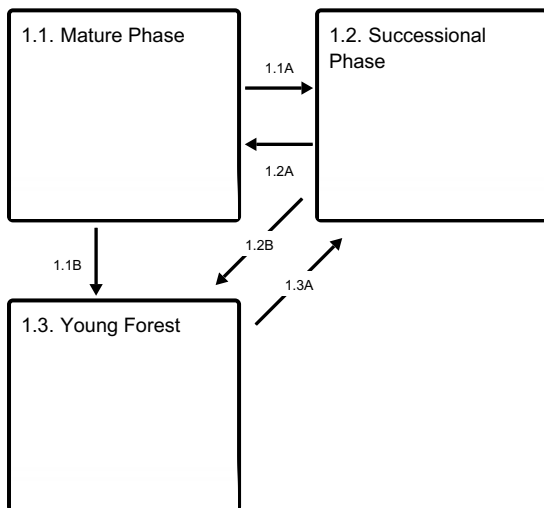 1.1. Mature Phase
1.2. Successional
Phase
1.1A
1.2A
1.1B
1.2B
1.3A
1.3. Young Forest